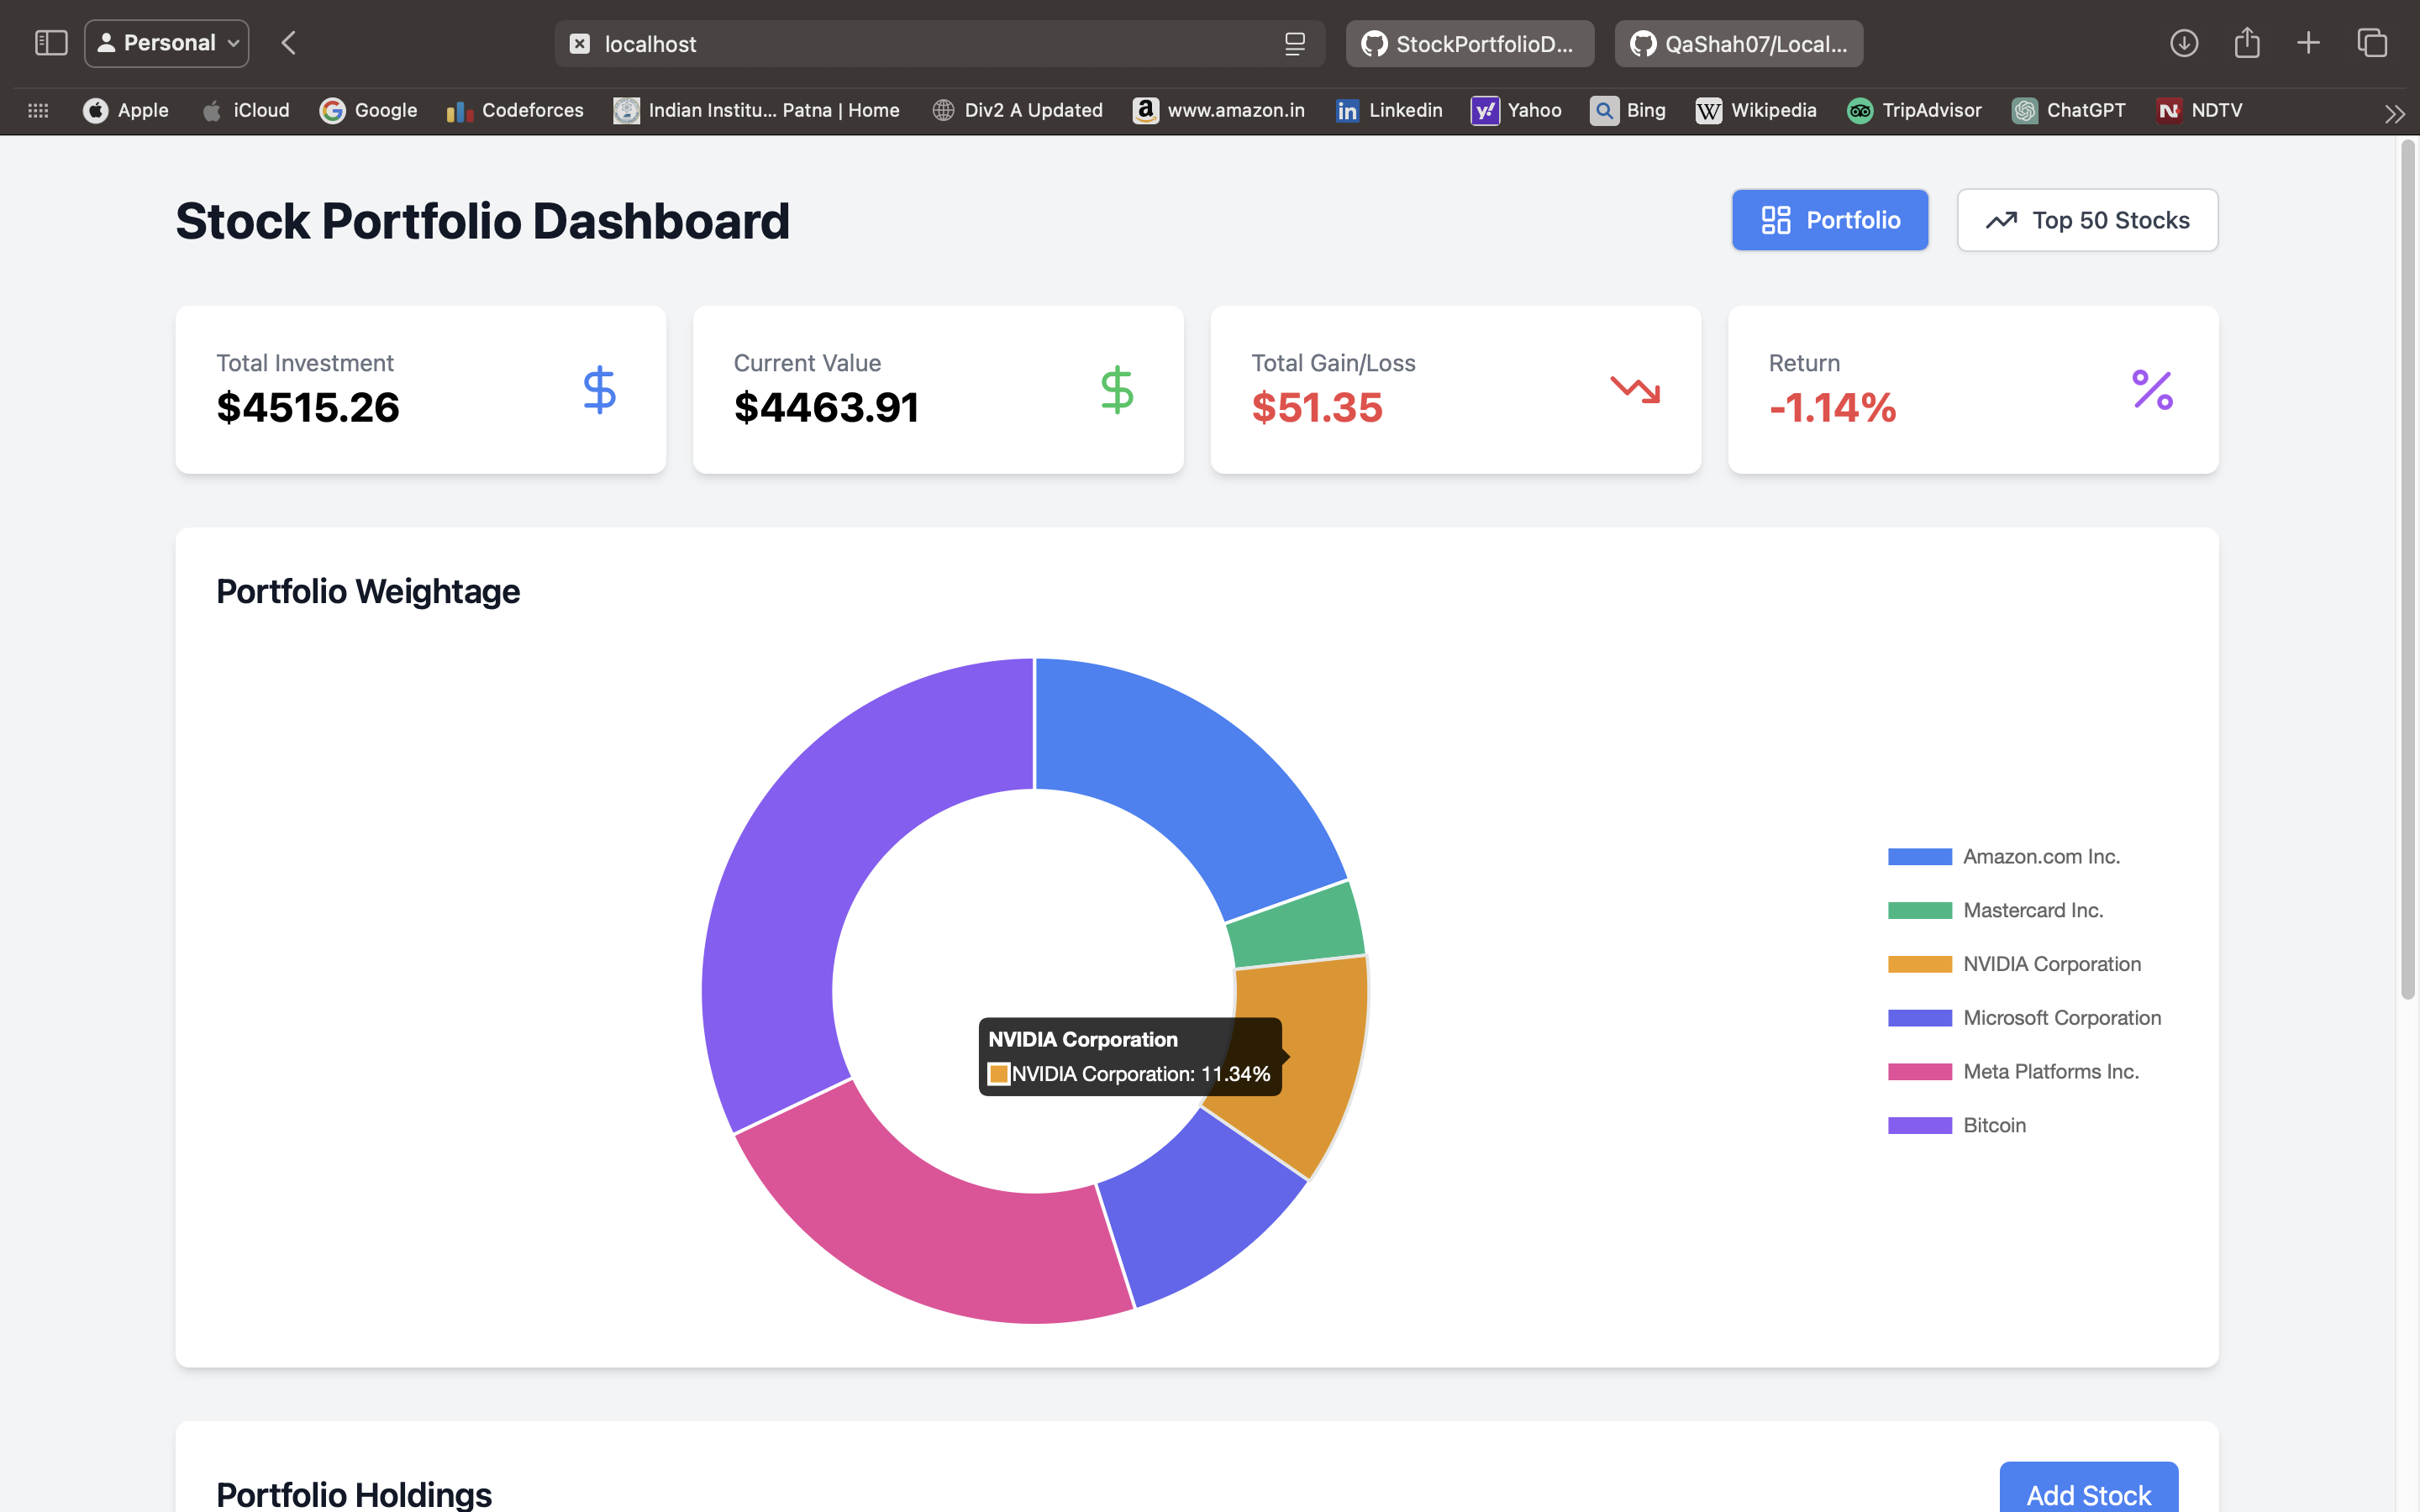 Personal
localhost
StockPortfolioD...
QaShah07/Local...
Apple
iCloud
Google
Codeforces
Indian Institu... Patna | Home
Div2 A Updated
www.amazon.in
Linkedin
Yahoo
Bing
Wikipedia
TripAdvisor
ChatGPT
NDTV
Stock Portfolio Dashboard
Portfolio
Top 50 Stocks
Total Investment
$4515.26
Current Value
$4463.91
Total Gain/Loss
$51.35
Return
-1.14%
Portfolio Weightage
NVIDIA Corporation
NVIDIA Corporation: 11.34%
Amazon.com Inc.
Mastercard Inc.
NVIDIA Corporation
Microsoft Corporation
Meta Platforms Inc.
Bitcoin
Portfolio Holdings
Add Stock